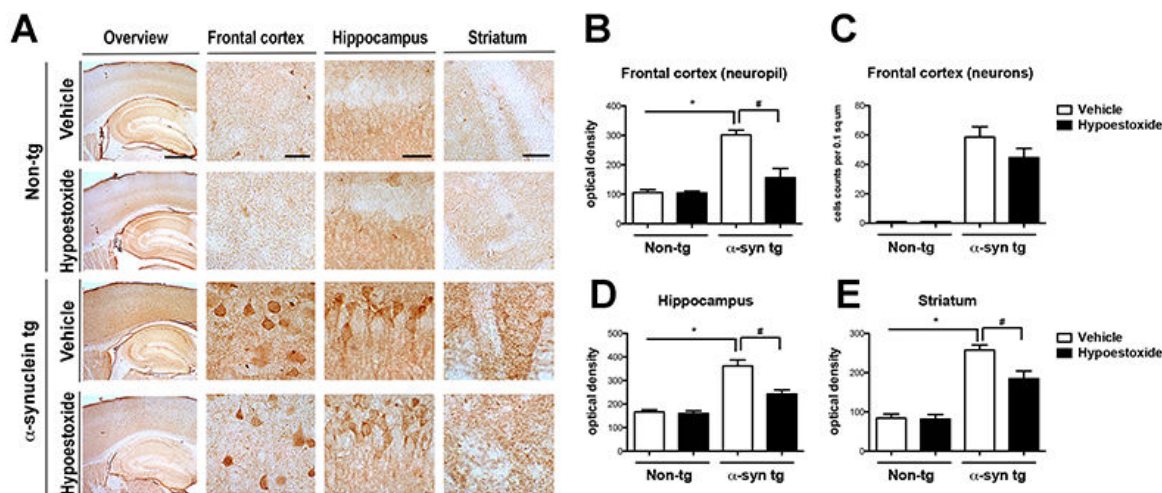 A
Overview
Frontal cortex
Hippocampus
Striatum
Non-tg
Vehicle
Hypoestoxide
α-synuclein tg
Vehicle
Hypoestoxide
B
Frontal cortex (neuropil)
optical density
400
300
200
100
0
*
#
Non-tg
α-syn tg
C
Frontal cortex (neurons)
cells counts per 0.1 sq um
80
60
40
20
0
Non-tg
α-syn tg
Vehicle
Hypoestoxide
D
Hippocampus
optical density
500
400
300
200
100
0
*
#
Non-tg
α-syn tg
E
Striatum
optical density
300
200
100
0
*
#
Non-tg
α-syn tg
Vehicle
Hypoestoxide